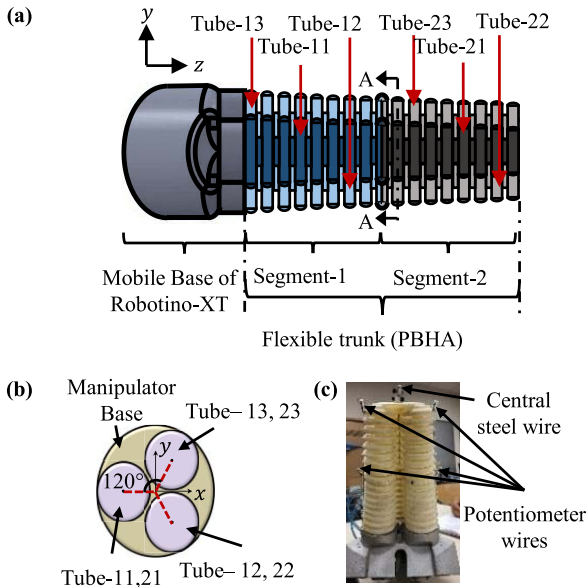 (a)
y
z
Tube-13
Tube-12
Tube-23
Tube-22
Tube-11
Tube-21
A
A
Mobile Base of
Robotino-XT
Segment-1
Segment-2
Flexible trunk (PBHA)
(b)
Manipulator
Base
Tube– 13, 23
y
120°
x
Tube-11,21
Tube– 12, 22
(c)
Central
steel wire
Potentiometer
wires